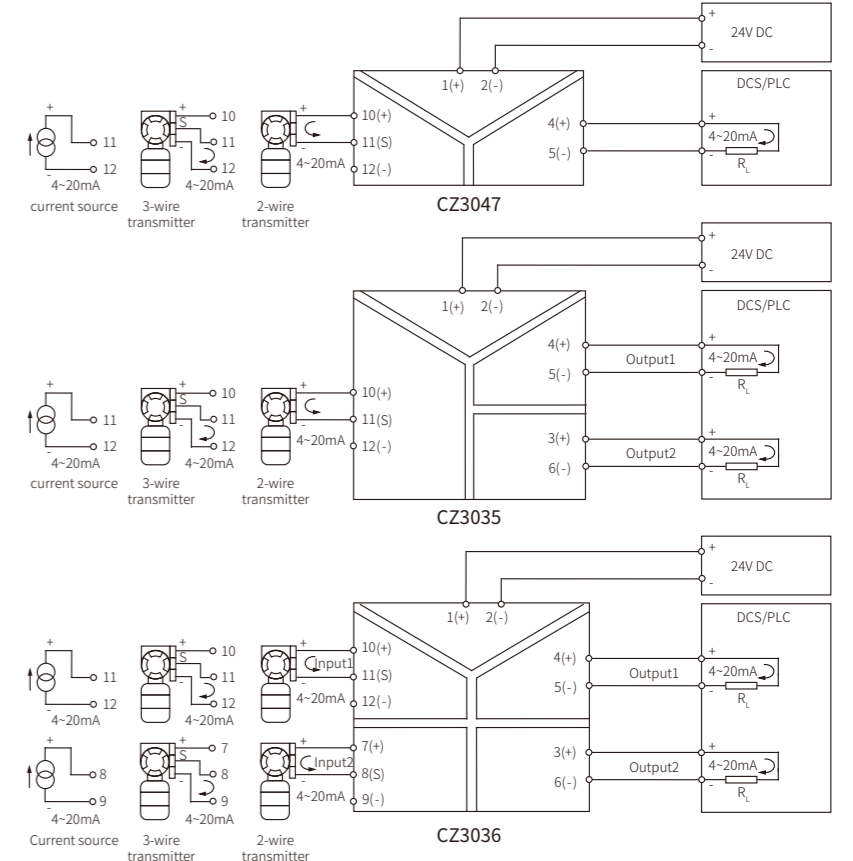 +
24V DC
-
1(+) 2(-)
DCS/PLC
+
11
12
-
4~20mA
current source
+
S
-
10
11
12
4~20mA
3-wire
transmitter
+
-
4~20mA
2-wire
transmitter
10(+)
11(S)
12(-)
4(+)
5(-)
+
4~20mA
-
RL
CZ3047
+
24V DC
-
1(+) 2(-)
DCS/PLC
+
11
12
-
4~20mA
current source
+
S
-
10
11
12
4~20mA
3-wire
transmitter
+
-
4~20mA
2-wire
transmitter
10(+)
11(S)
12(-)
4(+)
5(-)
Output1
+
4~20mA
-
RL
3(+)
6(-)
Output2
+
4~20mA
-
RL
CZ3035
+
24V DC
-
1(+) 2(-)
DCS/PLC
+
11
12
-
4~20mA
+
S
-
10
11
12
4~20mA
+
Input1
-
4~20mA
10(+)
11(S)
12(-)
4(+)
5(-)
Output1
+
4~20mA
-
RL
+
8
9
-
4~20mA
Current source
+
S
-
7
8
9
4~20mA
3-wire
transmitter
+
Input2
-
4~20mA
2-wire
transmitter
7(+)
8(S)
9(-)
3(+)
6(-)
Output2
+
4~20mA
-
RL
CZ3036